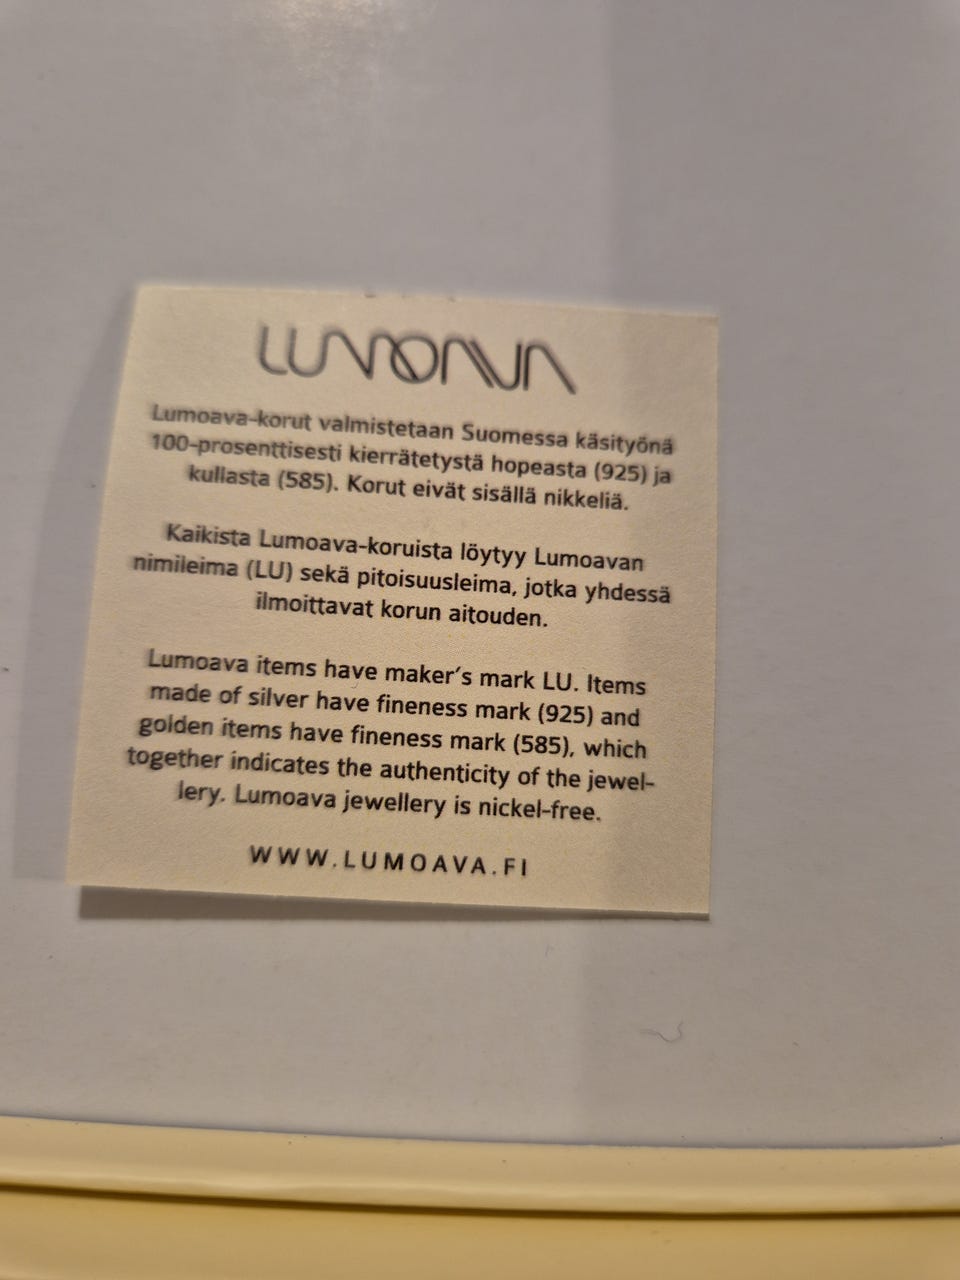 LUMOAVA
Lumoava-korut valmistetaan Suomessa käsityönä
100-prosenttisesti kierrätetystä hopeasta (925) ja
kullasta (585). Korut eivät sisällä nikkeliä.
Kaikista Lumoava-koruista löytyy Lumoavan
nimileima (LU) sekä pitoisuusleima, jotka yhdessä
ilmoittavat korun aitouden.
Lumoava items have maker's mark LU. Items
made of silver have fineness mark (925) and
golden items have fineness mark (585), which
together indicates the authenticity of the jewel-
lery. Lumoava jewellery is nickel-free.
WWW.LUMOAVA.FI